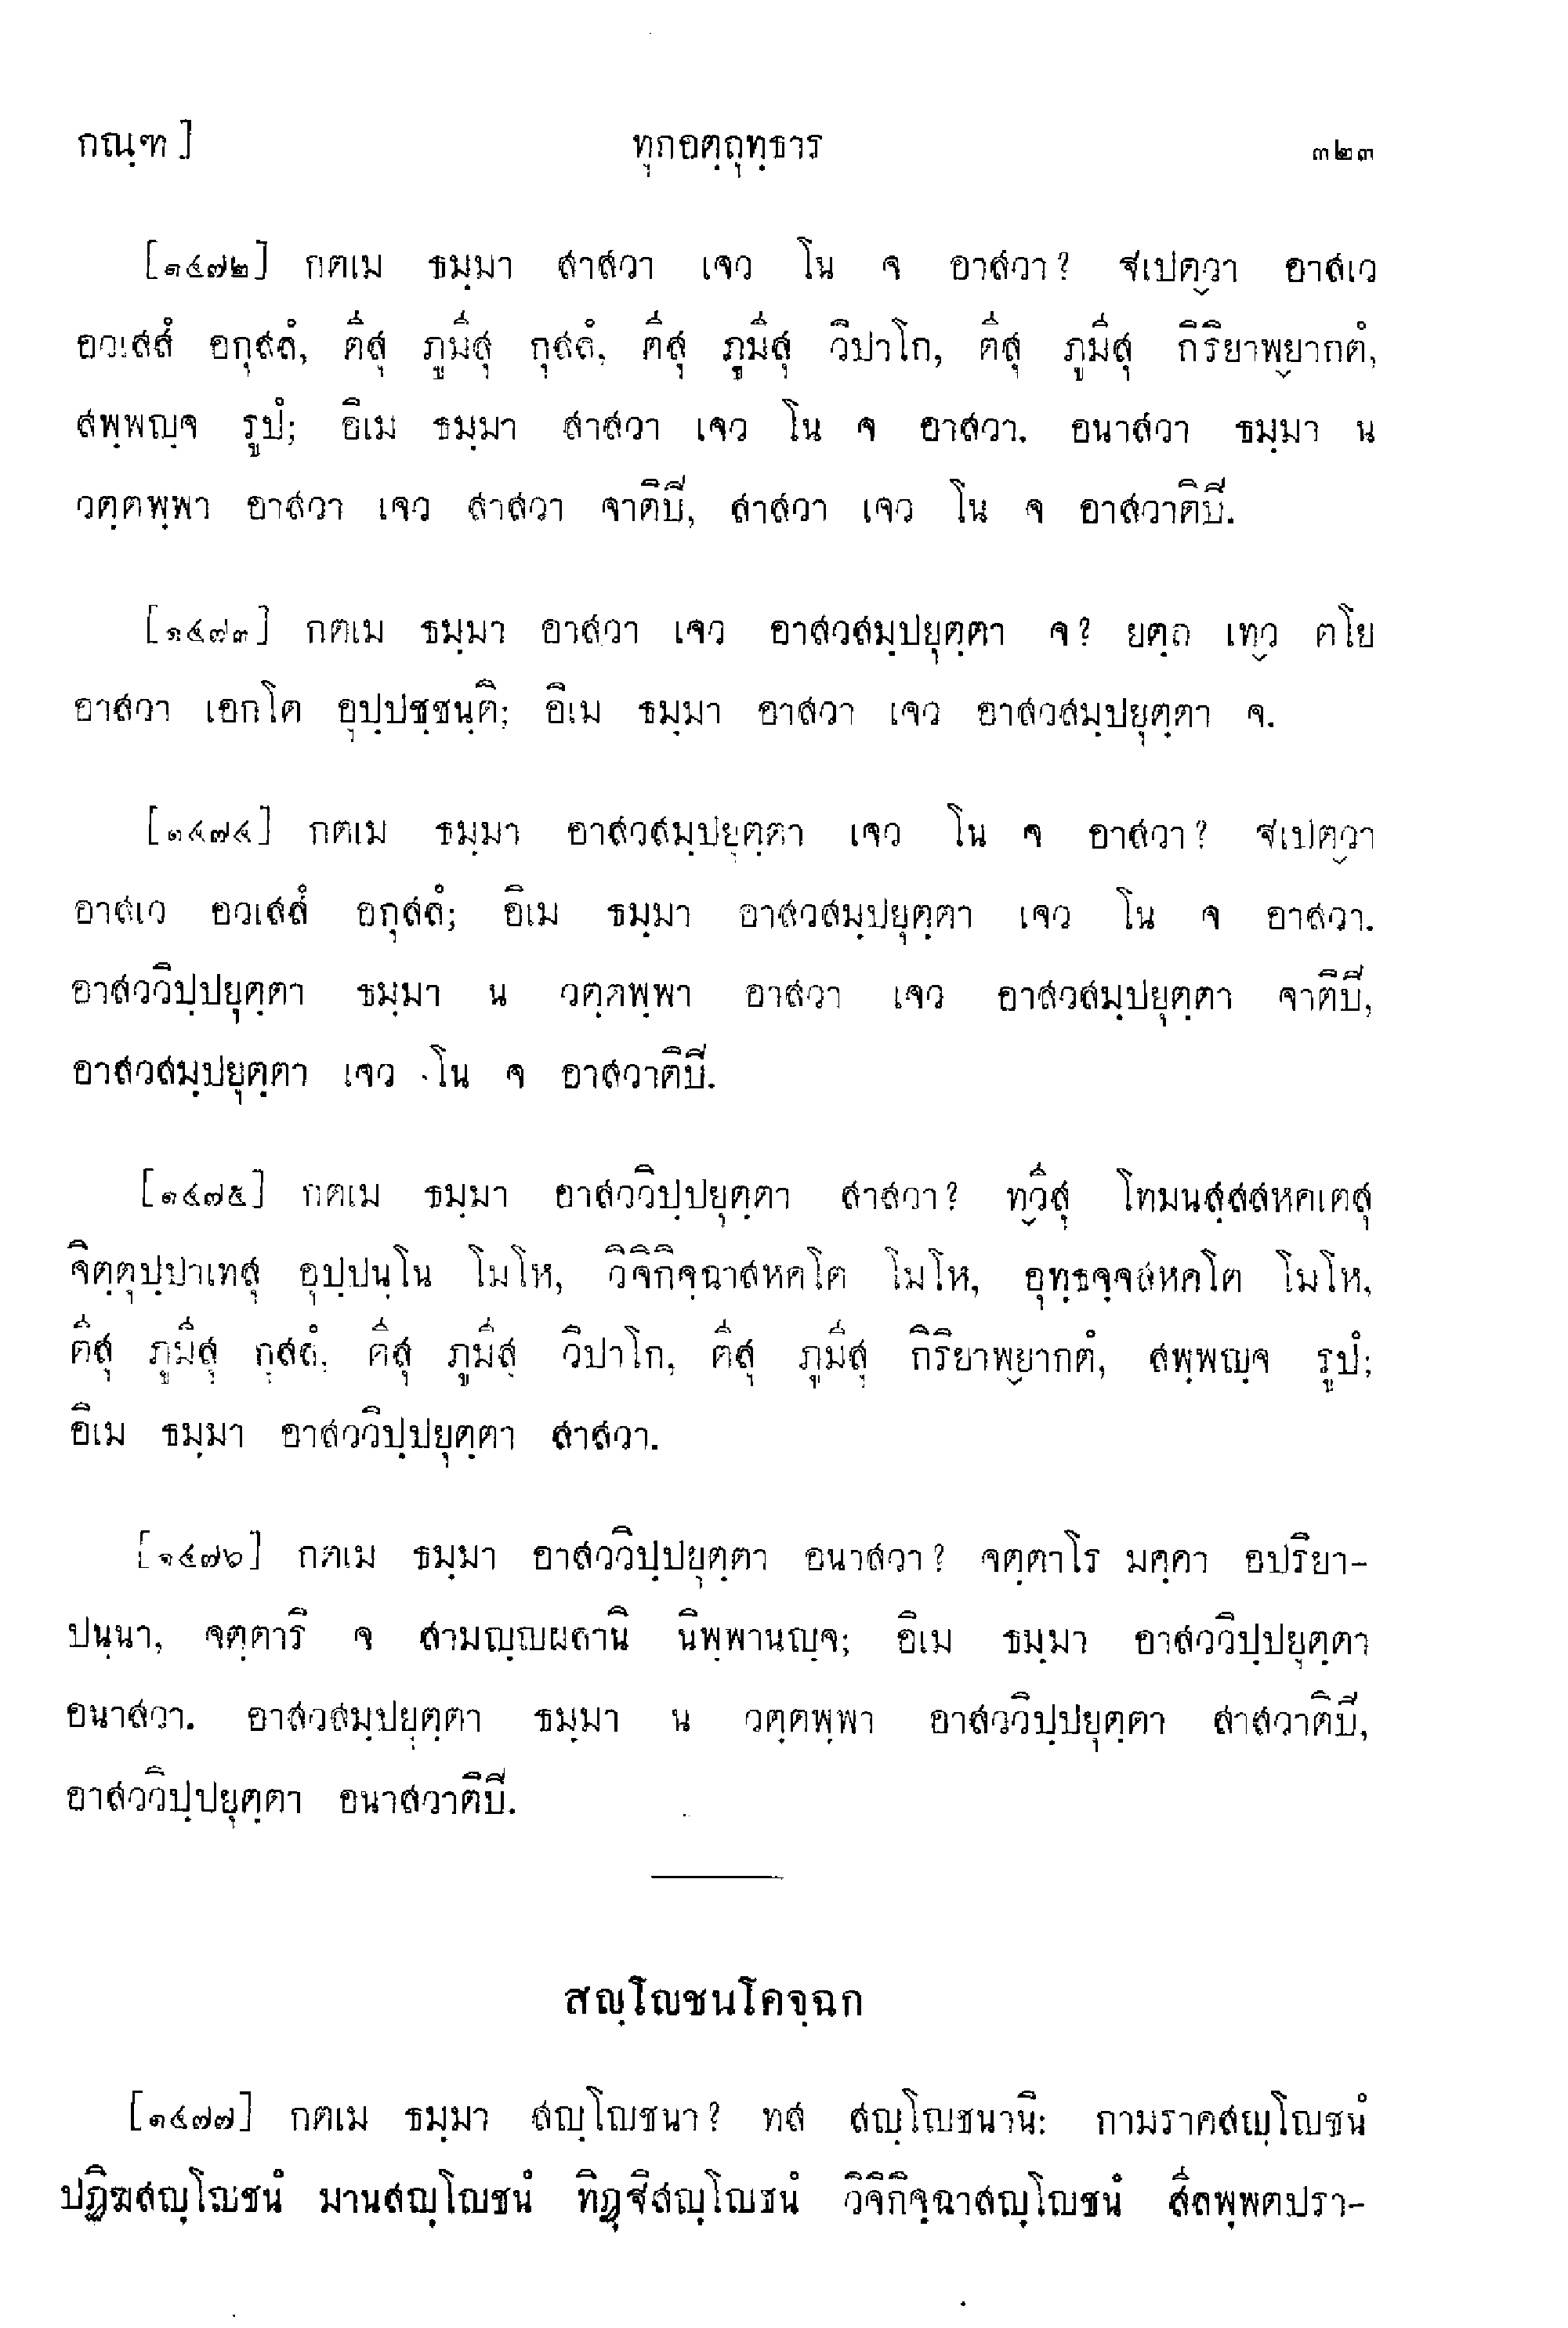 กณฺฑ]
ทุกอตฺถุทฺธาร
๓๒๓
[๑๔๗๒] กตเม ธมฺมา สาสวา เจว โน จ อาสวา? ฐเปตฺวา อาสเว
อวเสสํ อกุสลํ, ตีสุ ภูมีสุ กุสลํ, ตีสุ ภูมีสุ วิปาโก, ตีสุ ภูมีสุ กิริยาพฺยากตํ,
สพฺพญฺจ รูปํ; อิเม ธมฺมา สาสวา เจว โน จ อาสวา. อนาสวา ธมฺมา น
วตฺตพฺพา อาสวา เจว สาสวา จาติปี, สาสวา เจว โน จ อาสวาติปี.
[๑๔๗๓] กตเม ธมฺมา อาสวา เจว อาสวสมฺปยุตฺตา จ? ยตฺถ เทฺว ตโย
อาสวา เอกโต อุปฺปชฺชนฺติ; อิเม ธมฺมา อาสวา เจว อาสวสมฺปยุตฺตา จ.
[๑๔๗๔] กตเม ธมฺมา อาสวสมฺปยุตฺตา เจว โน จ อาสวา? ฐเปตฺวา
อาสเว อวเสสํ อกุสลํ; อิเม ธมฺมา อาสวสมฺปยุตฺตา เจว โน จ อาสวา.
อาสววิปฺปยุตฺตา ธมฺมา น วตฺตพฺพา อาสวา เจว อาสวสมฺปยุตฺตา จาติปี,
อาสวสมฺปยุตฺตา เจว โน จ อาสวาติปี.
[๑๔๗๕] กตเม ธมฺมา อาสววิปฺปยุตฺตา สาสวา? ทฺวีสุ โทมนสฺสสหคเตสุ
จิตฺตุปฺปาเทสุ อุปฺปนฺโน โมโห, วิจิกิจฺฉาสหคโต โมโห, อุทฺธจฺจสหคโต โมโห,
ตีสุ ภูมีสุ กุสลํ, ตีสุ ภูมีสุ วิปาโก, ตีสุ ภูมีสุ กิริยาพฺยากตํ, สพฺพญฺจ รูปํ;
อิเม ธมฺมา อาสววิปฺปยุตฺตา สาสวา.
[๑๔๗๖] กตเม ธมฺมา อาสววิปฺปยุตฺตา อนาสวา? จตฺตาโร มคฺคา อปริยา-
ปนฺนา, จตฺตาริ จ สามญฺญผลานิ นิพฺพานญฺจ; อิเม ธมฺมา อาสววิปฺปยุตฺตา
อนาสวา. อาสวสมฺปยุตฺตา ธมฺมา น วตฺตพฺพา อาสววิปฺปยุตฺตา สาสวาติปี,
อาสววิปฺปยุตฺตา อนาสวาติปี.
สญฺโญชนโคจฺฉก
[๑๔๗๗] กตเม ธมฺมา สญฺโญชนา? ทส สญฺโญชนานิ: กามราคสญฺโญชนํ
ปฏิฆสญฺโญชนํ มานสญฺโญชนํ ทิฏฺฐิสญฺโญชนํ วิจิกิจฺฉาสญฺโญชนํ สีลพฺพตปรา-